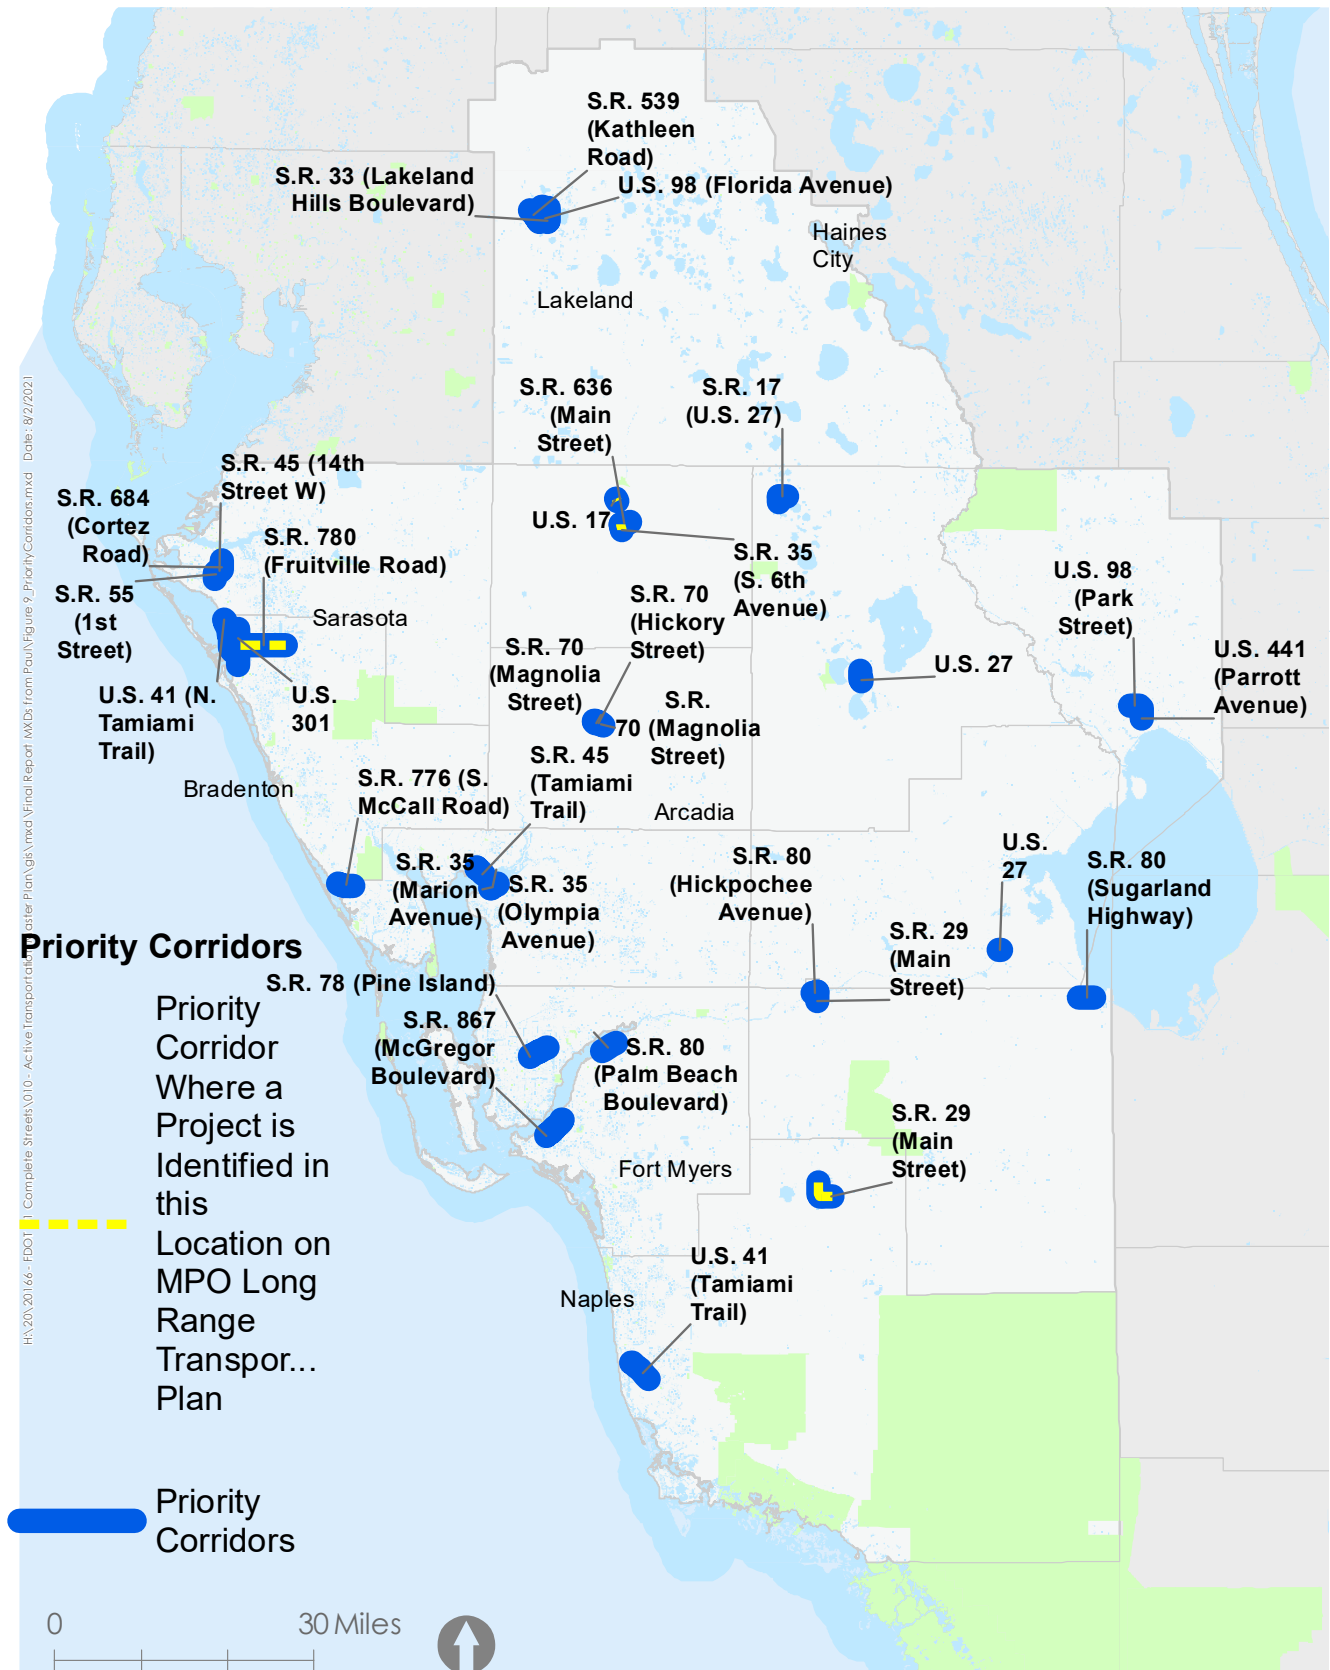 S.R. 539
(Kathleen
Road)
S.R. 33 (Lakeland
Hills Boulevard)
U.S. 98 (Florida Avenue)
Haines
City
Lakeland
S.R. 636
(Main
Street)
S.R. 17
(U.S. 27)
S.R. 45 (14th
Street W)
S.R. 684
(Cortez
Road)
U.S. 17
S.R. 780
(Fruitville Road)
S.R. 35
(S. 6th
Avenue)
S.R. 55
(1st
Street)
Sarasota
U.S. 98
(Park
Street)
S.R. 70
(Hickory
Street)
S.R. 70
(Magnolia
Street)
U.S. 27
U.S. 441
(Parrott
Avenue)
U.S. 41 (N.
Tamiami
Trail)
U.S.
301
S.R.
70 (Magnolia
Street)
S.R. 45
(Tamiami
Trail)
Bradenton
S.R. 776 (S.
McCall Road)
Arcadia
S.R. 35
(Marion
Avenue)
S.R. 35
(Olympia
Avenue)
S.R. 80
(Hickpochee
Avenue)
U.S.
27
S.R. 80
(Sugarland
Highway)
S.R. 29
(Main
Street)
S.R. 78 (Pine Island)
S.R. 867
(McGregor
Boulevard)
S.R. 80
(Palm Beach
Boulevard)
S.R. 29
(Main
Street)
Fort Myers
U.S. 41
(Tamiami
Trail)
Naples
Priority Corridors
Priority
Corridor
Where a
Project is
Identified in
this
Location on
MPO Long
Range
Transpor...
Plan
Priority
Corridors
0 30 Miles